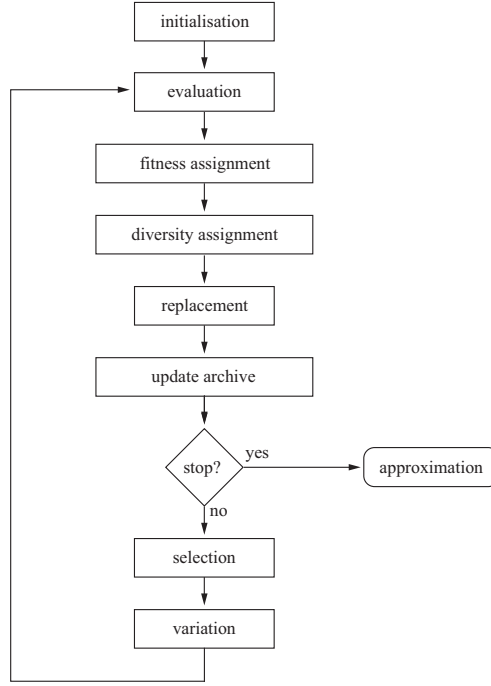 initialisation
evaluation
fitness assignment
diversity assignment
replacement
update archive
stop?
yes
approximation
no
selection
variation